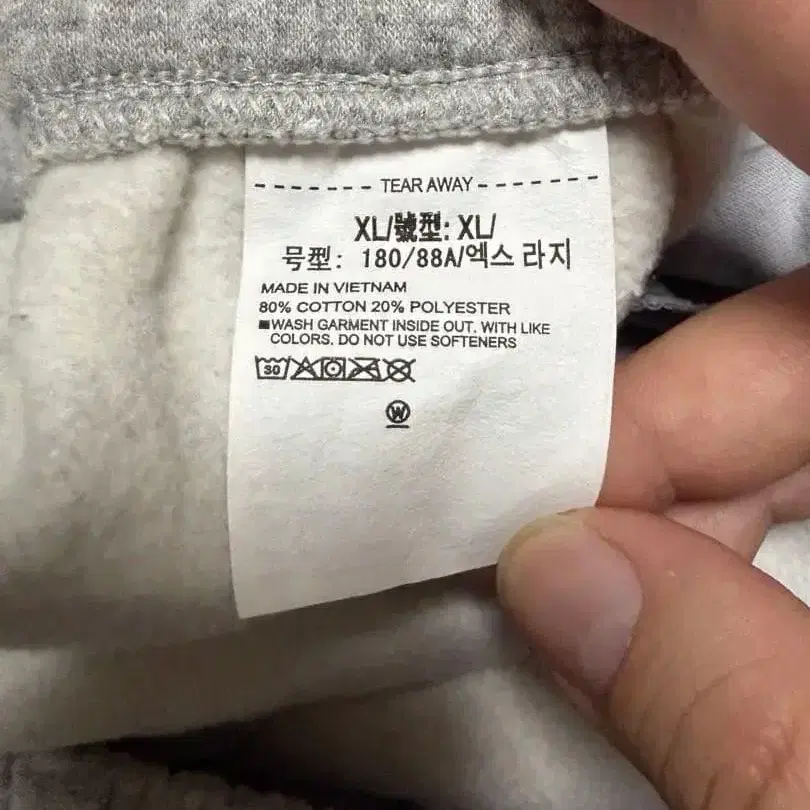 TEAR AWAY
XL/號型: XL/
号型: 180/88A/엑스 라지
MADE IN VIETNAM
80% COTTON 20% POLYESTER
WASH GARMENT INSIDE OUT. WITH LIKE
COLORS. DO NOT USE SOFTENERS
30
W